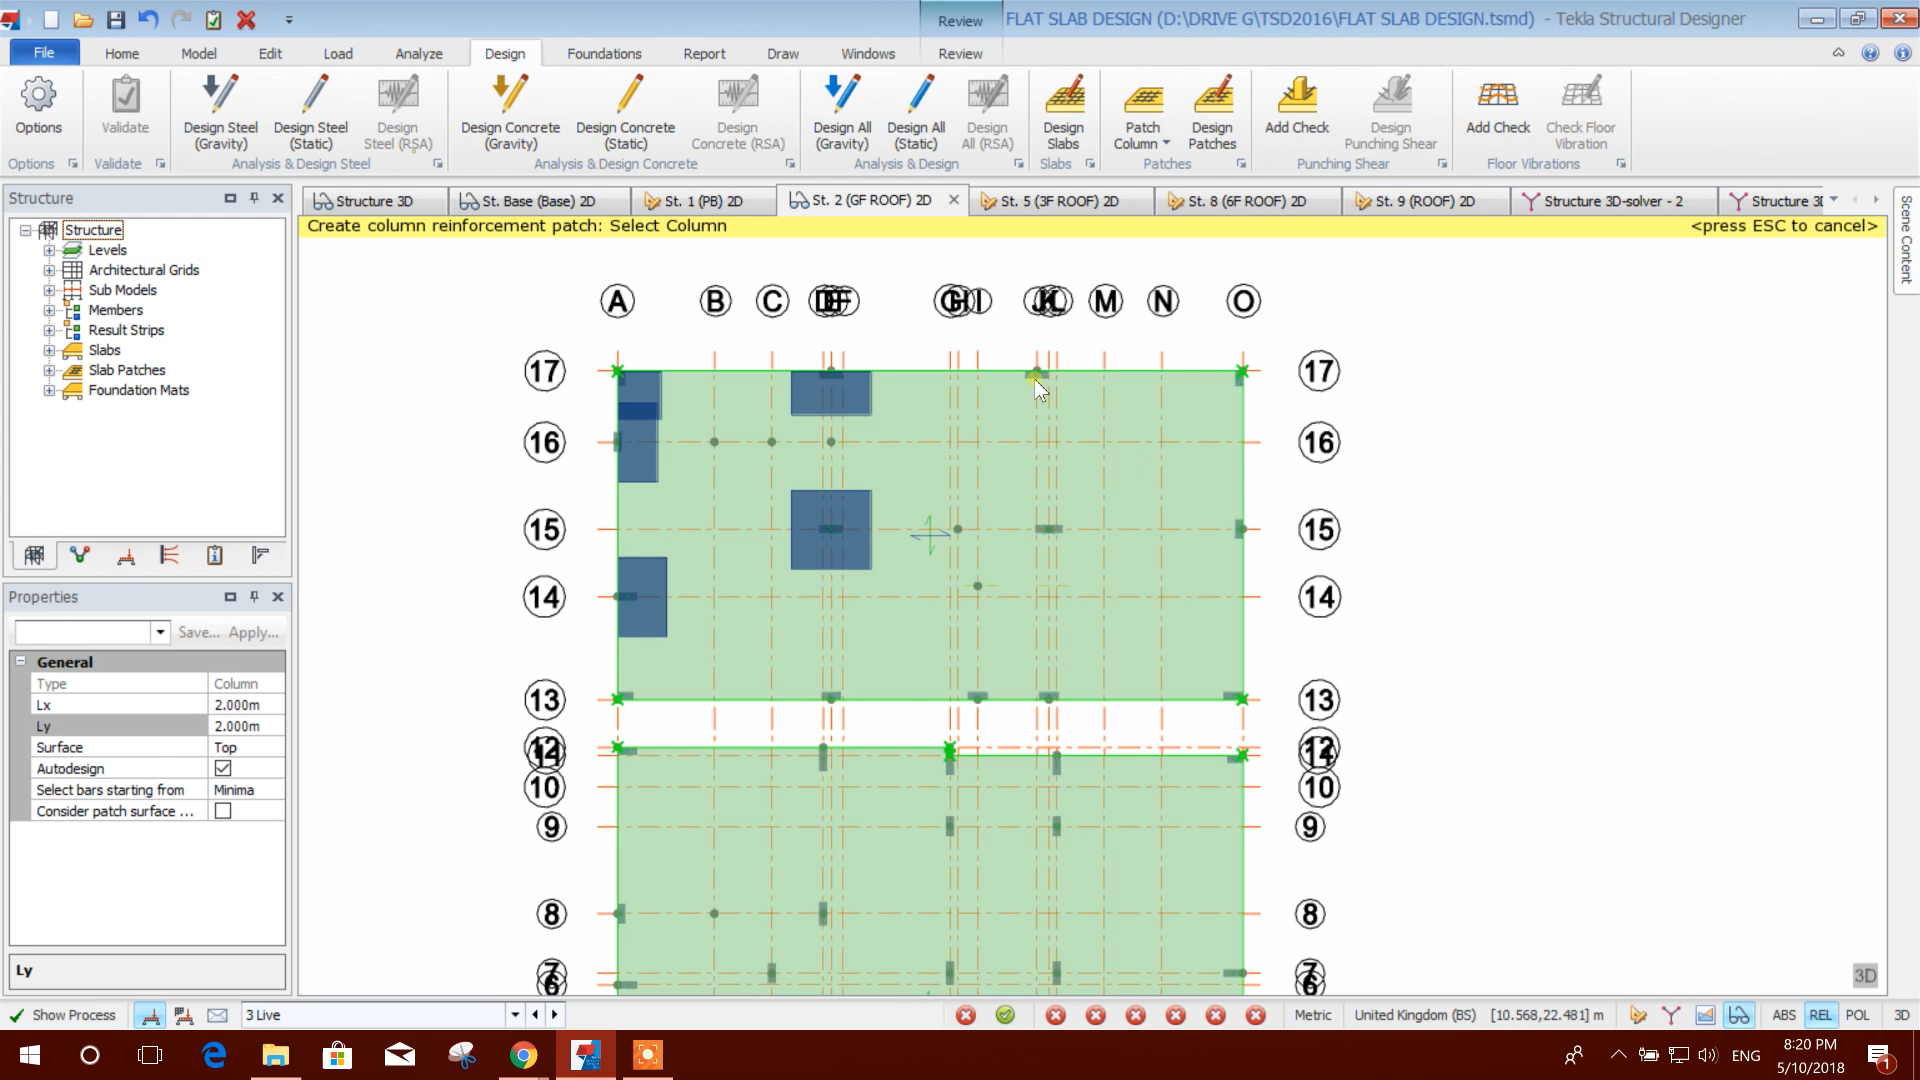 Review
FLAT SLAB DESIGN (D:\DRIVE G\TSD2016\FLAT SLAB DESIGN.tsmd) - Tekla Structural Designer
File
Home
Model
Edit
Load
Analyze
Design
Foundations
Report
Draw
Windows
Review
Options
Validate
Design Steel (Gravity)
Design Steel (Static)
Design Steel (RSA)
Design Concrete (Gravity)
Design Concrete (Static)
Design Concrete (RSA)
Design All (Gravity)
Design All (Static)
Design All (RSA)
Design Slabs
Patch Column
Design Patches
Add Check
Design Punching Shear
Add Check
Check Floor Vibration
Options
Validate
Analysis & Design Steel
Analysis & Design Concrete
Analysis & Design
Slabs
Patches
Punching Shear
Floor Vibrations
Structure
Structure 3D
St. Base (Base) 2D
St. 1 (PB) 2D
St. 2 (GF ROOF) 2D
St. 5 (3F ROOF) 2D
St. 8 (6F ROOF) 2D
St. 9 (ROOF) 2D
Structure 3D-solver - 2
Structure 3D
Scene Content
Create column reinforcement patch: Select Column
<press ESC to cancel>
Structure
Levels
Architectural Grids
Sub Models
Members
Result Strips
Slabs
Slab Patches
Foundation Mats
A B C D E F G H I J K L M N O
17 17
16 16
15 15
14 14
13 13
12 12
11 11
10 10
9 9
8 8
7 7
6 6
Properties
Save... Apply...
General
Type Column
Lx 2.000m
Ly 2.000m
Surface Top
Autodesign
Select bars starting from Minima
Consider patch surface ...
Ly
3D
Show Process
3 Live
Metric
United Kingdom (BS)
[10.568,22.481] m
ABS REL POL 3D
ENG
8:20 PM
5/10/2018
1